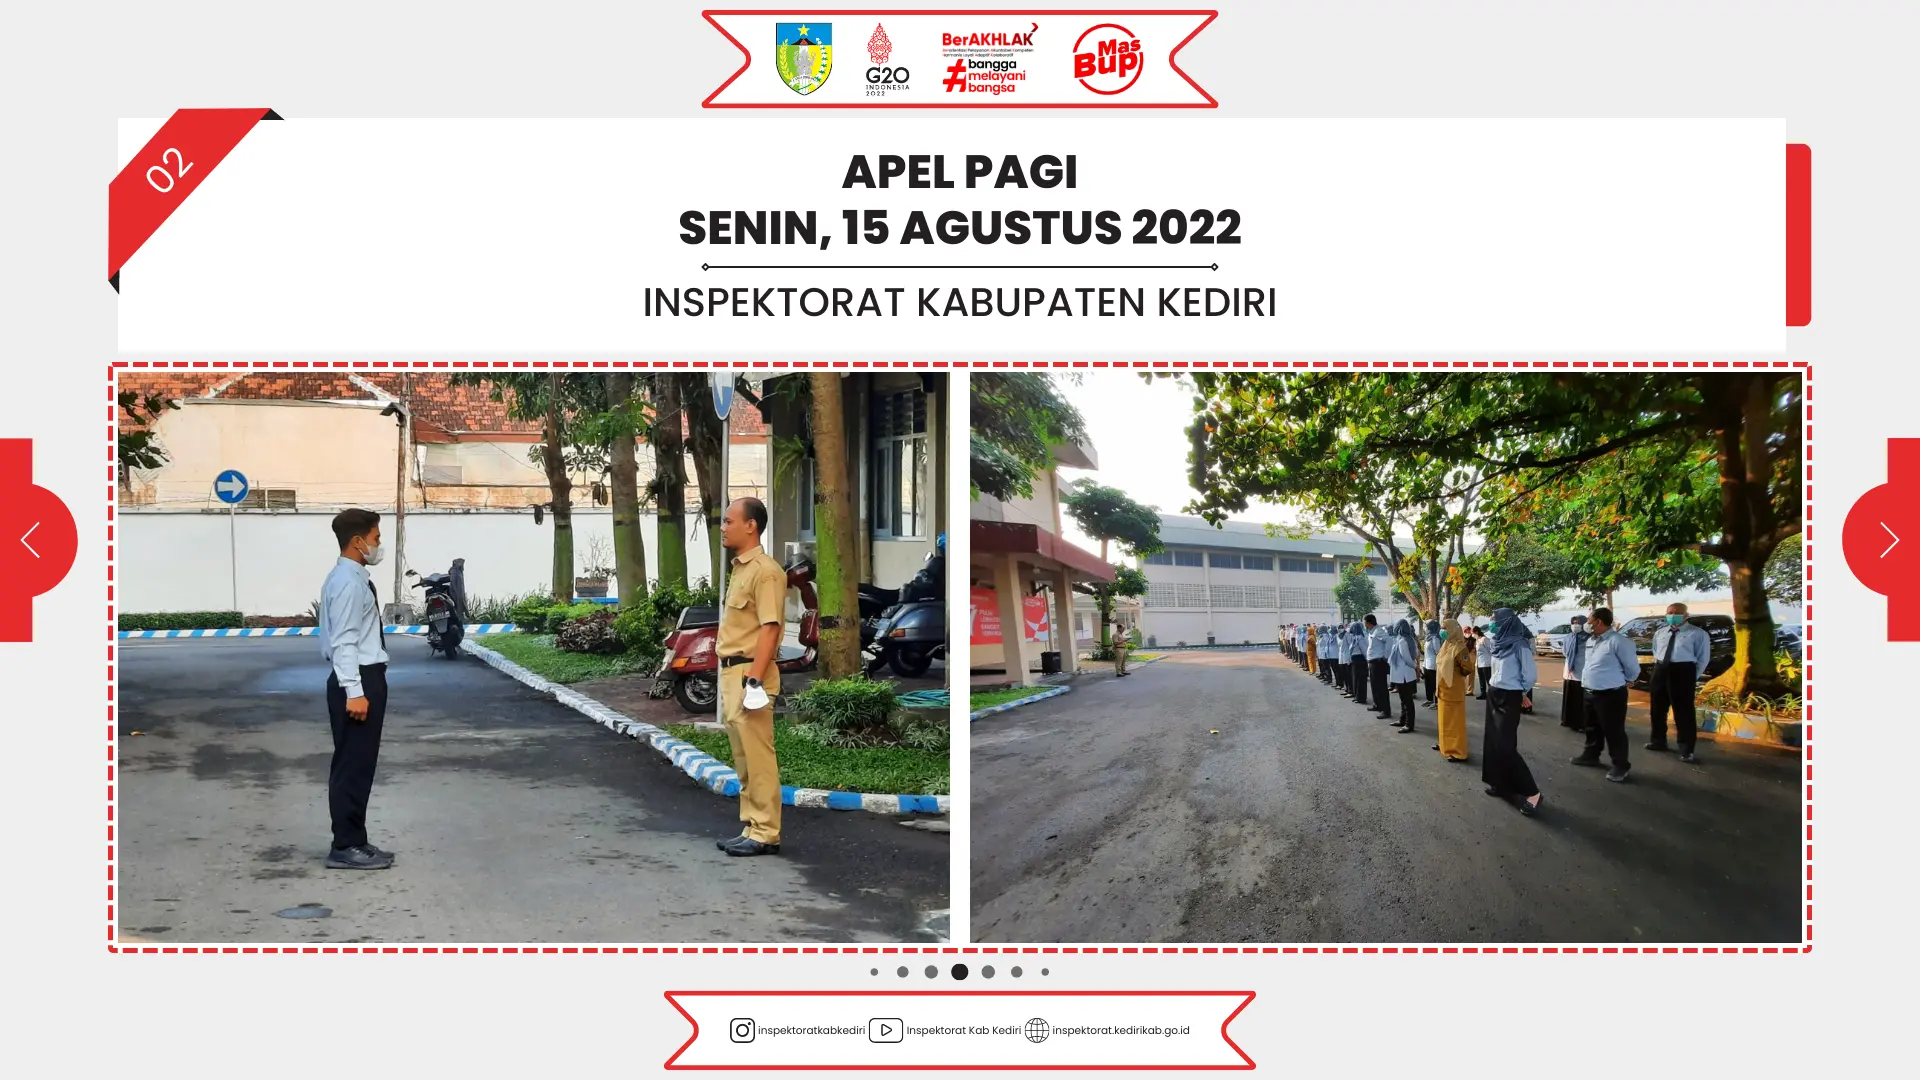 G20
INDONESIA
2022
BerAKHLAK
#bangga
melayani
bangsa
Mas
Bup
02
APEL PAGI
SENIN, 15 AGUSTUS 2022
INSPEKTORAT KABUPATEN KEDIRI
inspektoratkabkediri Inspektorat Kab Kediri inspektorat.kedirikab.go.id